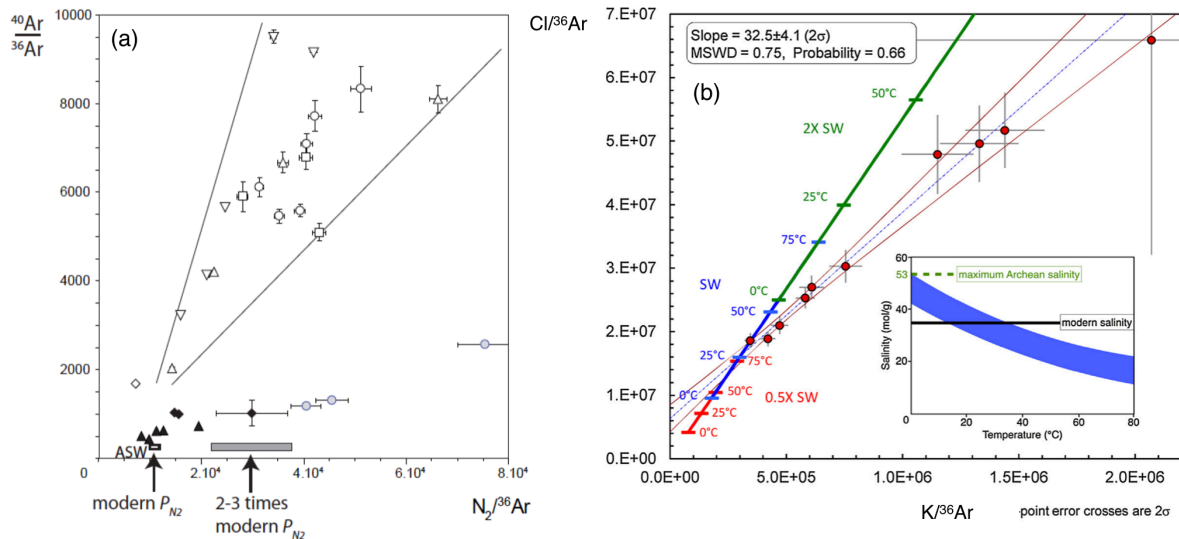 40Ar
36Ar
(a)
10000
8000
6000
4000
2000
0
ASW
0
2.10⁴
4.10⁴
6.10⁴
8.10⁴
N₂/³⁶Ar
modern P_N2
2-3 times
modern P_N2
Cl/³⁶Ar
7.E+07
6.E+07
5.E+07
4.E+07
3.E+07
2.E+07
1.E+07
0.E+00
Slope = 32.5±4.1 (2σ)
MSWD = 0.75, Probability = 0.66
(b)
50°C
2X SW
25°C
75°C
SW
0°C
50°C
25°C
75°C
0°C
50°C
0.5X SW
25°C
0°C
60
53
40
20
0
Salinity (mol/g)
maximum Archean salinity
modern salinity
0
20
40
60
80
Temperature (°C)
0.0E+00
5.0E+05
1.0E+06
1.5E+06
2.0E+06
K/³⁶Ar
point error crosses are 2σ